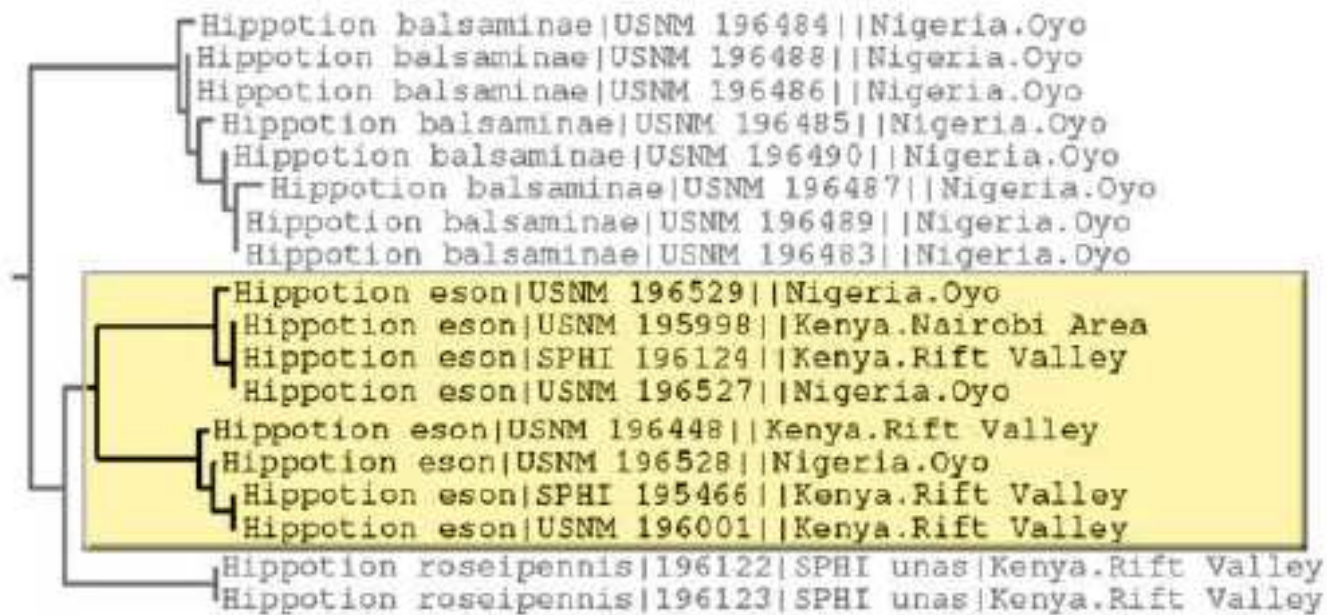 Hippotion balsaminae|USNM 196484||Nigeria.Oyo
Hippotion balsaminae|USNM 196488||Nigeria.Oyo
Hippotion balsaminae|USNM 196486||Nigeria.Oyo
Hippotion balsaminae|USNM 196485||Nigeria.Oyo
Hippotion balsaminae|USNM 196490||Nigeria.Oyo
Hippotion balsaminae|USNM 196487||Nigeria.Oyo
Hippotion balsaminae|USNM 196489||Nigeria.Oyo
Hippotion balsaminae|USNM 196483||Nigeria.Oyo
Hippotion eson|USNM 196529||Nigeria.Oyo
Hippotion eson|USNM 195998||Kenya.Nairobi Area
Hippotion eson|SPHI 196124||Kenya.Rift Valley
Hippotion eson|USNM 196527||Nigeria.Oyo
Hippotion eson|USNM 196448||Kenya.Rift Valley
Hippotion eson|USNM 196528||Nigeria.Oyo
Hippotion eson|SPHI 195466||Kenya.Rift Valley
Hippotion eson|USNM 196001||Kenya.Rift Valley
Hippotion roseipennis|196122|SPHI unas|Kenya.Rift Valley
Hippotion roseipennis|196123|SPHI unas|Kenya.Rift Valley